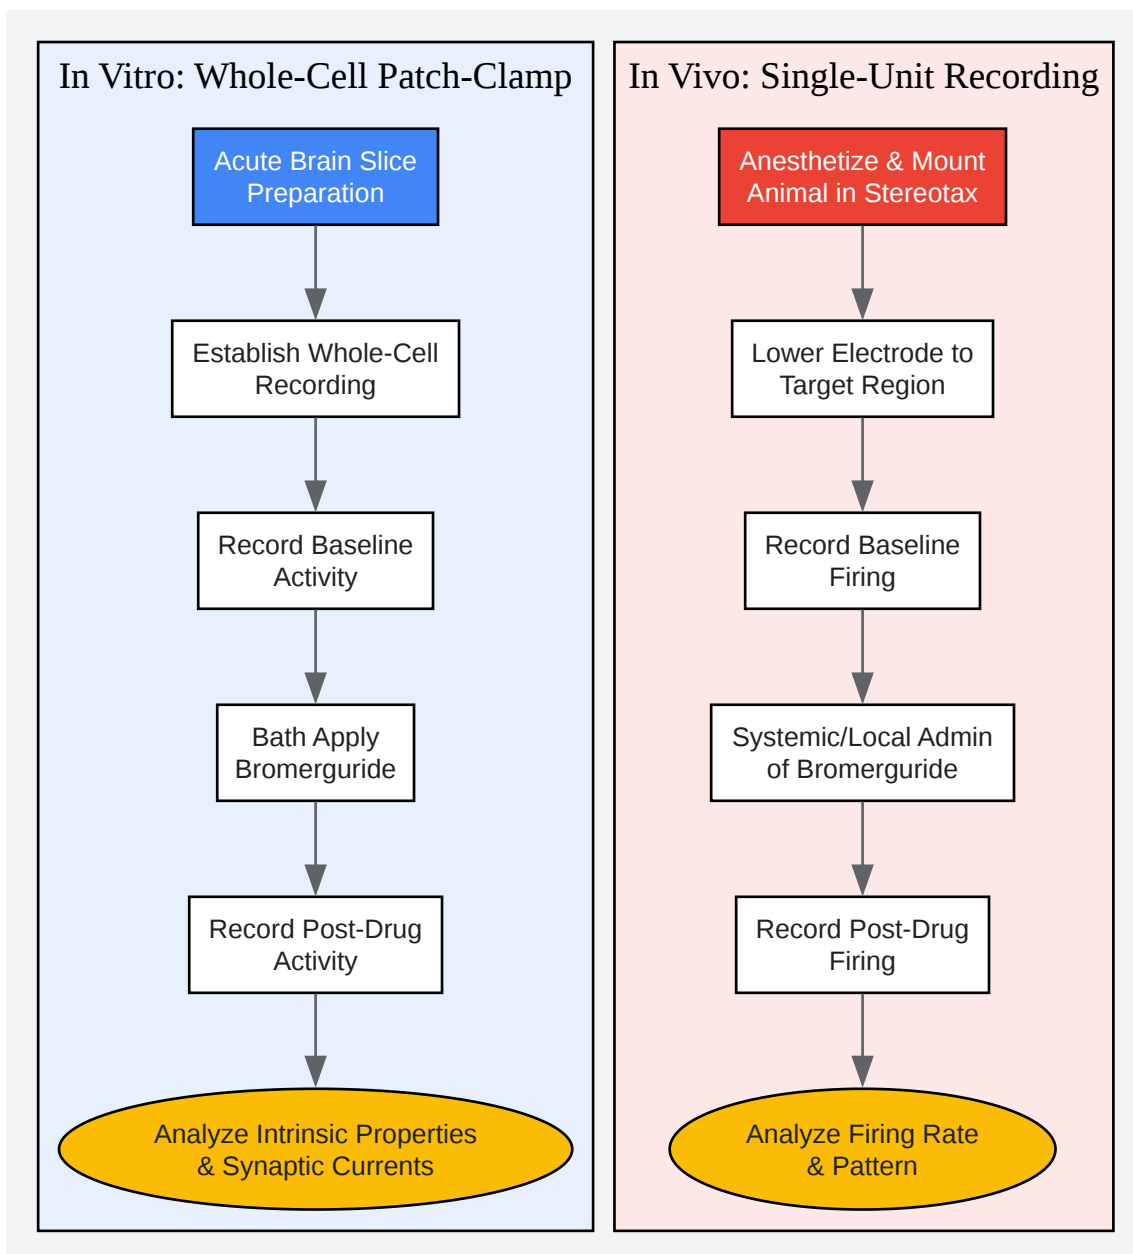 In Vitro: Whole-Cell Patch-Clamp
Acute Brain Slice
Preparation
Establish Whole-Cell
Recording
Record Baseline
Activity
Bath Apply
Bromerguride
Record Post-Drug
Activity
Analyze Intrinsic Properties
& Synaptic Currents
In Vivo: Single-Unit Recording
Anesthetize & Mount
Animal in Stereotax
Lower Electrode to
Target Region
Record Baseline
Firing
Systemic/Local Admin
of Bromerguride
Record Post-Drug
Firing
Analyze Firing Rate
& Pattern